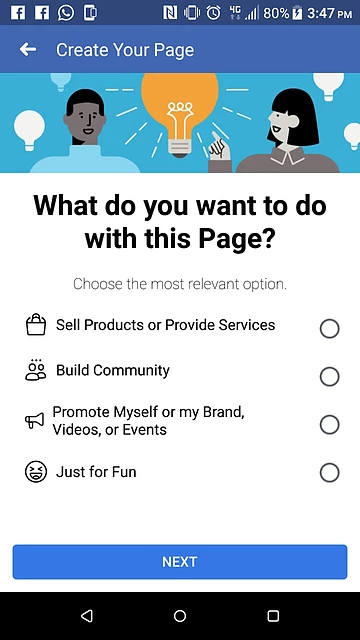 4G 80% 3:47 PM
Create Your Page
What do you want to do
with this Page?
Choose the most relevant option.
Sell Products or Provide Services
Build Community
Promote Myself or my Brand,
Videos, or Events
Just for Fun
NEXT